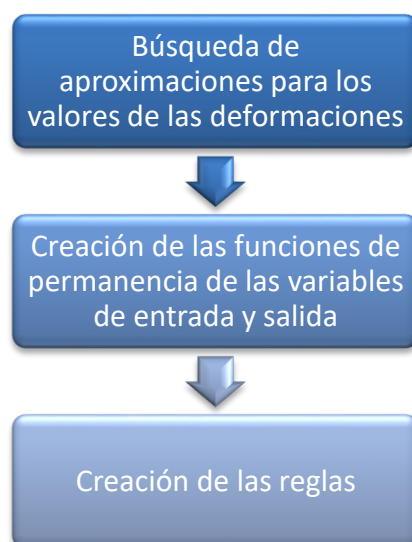 Búsqueda de
aproximaciones para los
valores de las deformaciones
Creación de las funciones de
permanencia de las variables
de entrada y salida
Creación de las reglas